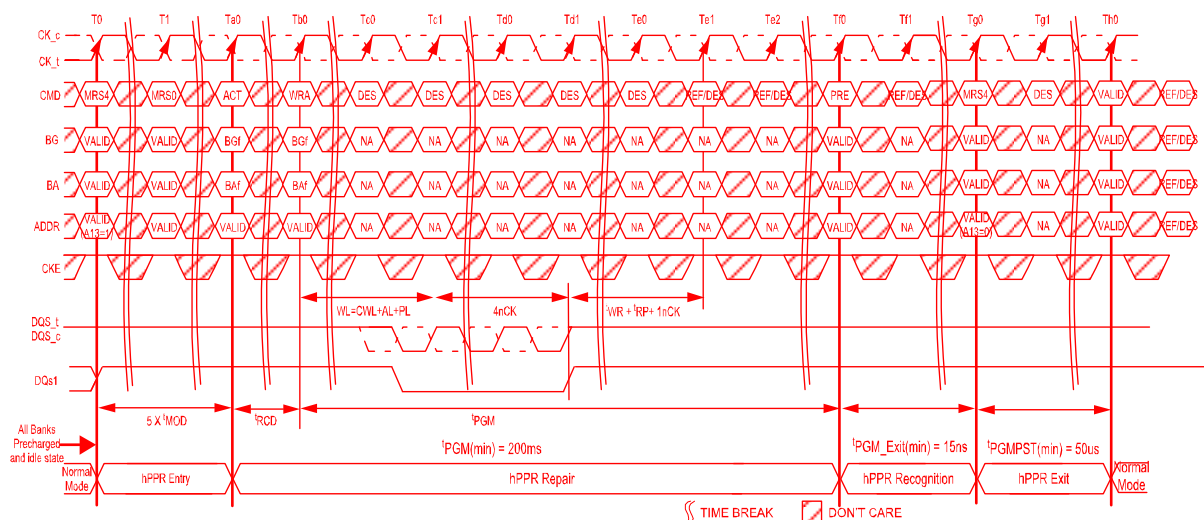 T0 T1 Ta0 Tb0 Tc0 Tc1 Td0 Td1 Te0 Te1 Te2 Tf0 Tf1 Tg0 Tg1 Th0
CK_c
CK_t
CMD MRS4 MRS0 ACT WRA DES DES DES DES DES REF/DES REF/DES PRE REF/DES MRS4 DES VALID REF/DES
BG VALID VALID BGf BGf NA NA NA NA NA NA NA VALID NA VALID NA VALID REF/DES
BA VALID VALID BAf BAf NA NA NA NA NA NA NA VALID NA VALID NA VALID REF/DES
ADDR VALID (A13=1) VALID VALID VALID NA NA NA NA NA NA NA VALID NA VALID (A13=0) NA VALID REF/DES
CKE
WL=CWL+AL+PL 4nCK tWR + tRP+ 1nCK
DQS_t
DQS_c
DQs1
5 X tMOD tRCD tPGM
All Banks
Precharged
and idle state
tPGM(min) = 200ms tPGM_Exit(min) = 15ns tPGMPST(min) = 50us
Normal Mode hPPR Entry hPPR Repair hPPR Recognition hPPR Exit Normal Mode
TIME BREAK DON'T CARE